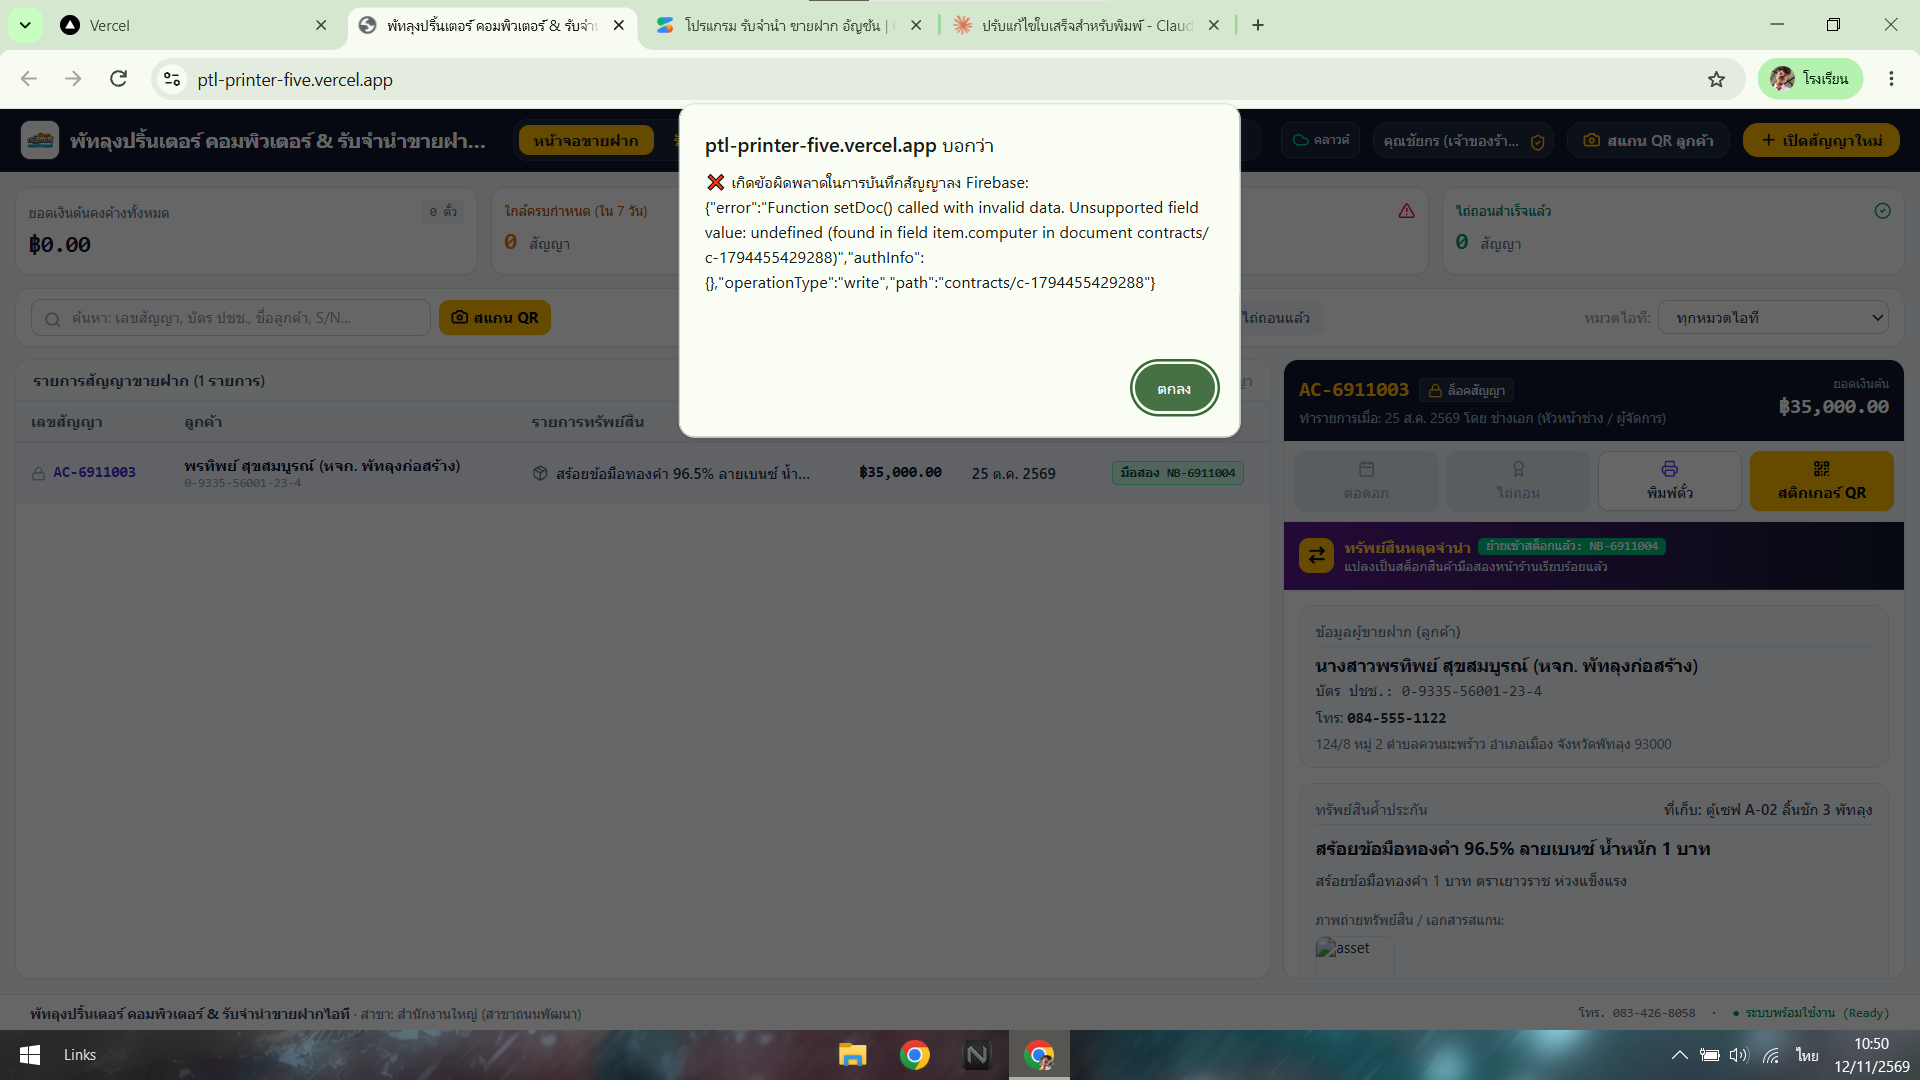 Vercel
พัทลุงปริ้นเตอร์ คอมพิวเตอร์ & รับจำ
โปรแกรม รับจำนำ ขายฝาก อัญชัน |
ปรับแก้ไขใบเสร็จสำหรับพิมพ์ - Claud
ptl-printer-five.vercel.app
โรงเรียน
พัทลุงปริ้นเตอร์ คอมพิวเตอร์ & รับจำนำขายฝา...
หน้าจอขายฝาก
คลาวด์
คุณชัยกร (เจ้าของร้า...
สแกน QR ลูกค้า
+ เปิดสัญญาใหม่
ptl-printer-five.vercel.app บอกว่า
❌ เกิดข้อผิดพลาดในการบันทึกสัญญาลง Firebase:
{"error":"Function setDoc() called with invalid data. Unsupported field
value: undefined (found in field item.computer in document contracts/
c-1794455429288)","authInfo":
{},"operationType":"write","path":"contracts/c-1794455429288"}
ตกลง
ยอดเงินต้นคงค้างทั้งหมด
0 ตั๋ว
฿0.00
ใกล้ครบกำหนด (ใน 7 วัน)
0 สัญญา
ไถ่ถอนสำเร็จแล้ว
0 สัญญา
ค้นหา: เลขสัญญา, บัตร ปชช., ชื่อลูกค้า, S/N...
สแกน QR
ไถ่ถอนแล้ว
หมวดไอที:
ทุกหมวดไอที
รายการสัญญาขายฝาก (1 รายการ)
เลขสัญญา
ลูกค้า
รายการทรัพย์สิน
AC-6911003
พรทิพย์ สุขสมบูรณ์ (หจก. พัทลุงก่อสร้าง)
0-9335-56001-23-4
สร้อยข้อมือทองคำ 96.5% ลายเบนซ์ น้ำ...
฿35,000.00
25 ต.ค. 2569
มือสอง NB-6911004
AC-6911003
ล็อคสัญญา
ยอดเงินต้น
฿35,000.00
ทำรายการเมื่อ: 25 ส.ค. 2569 โดย ช่างเอก (หัวหน้าช่าง / ผู้จัดการ)
ต่อดอก
ไถ่ถอน
พิมพ์ตั๋ว
สติกเกอร์ QR
ทรัพย์สินหลุดจำนำ
ย้ายเข้าสต็อกแล้ว: NB-6911004
แปลงเป็นสต็อกสินค้ามือสองหน้าร้านเรียบร้อยแล้ว
ข้อมูลผู้ขายฝาก (ลูกค้า)
นางสาวพรทิพย์ สุขสมบูรณ์ (หจก. พัทลุงก่อสร้าง)
บัตร ปชช.: 0-9335-56001-23-4
โทร: 084-555-1122
124/8 หมู่ 2 ตำบลควนมะพร้าว อำเภอเมือง จังหวัดพัทลุง 93000
ทรัพย์สินค้ำประกัน
ที่เก็บ: ตู้เซฟ A-02 ลิ้นชัก 3 พัทลุง
สร้อยข้อมือทองคำ 96.5% ลายเบนซ์ น้ำหนัก 1 บาท
สร้อยข้อมือทองคำ 1 บาท ตราเยาวราช ห่วงแข็งแรง
ภาพถ่ายทรัพย์สิน / เอกสารสแกน:
asset
พัทลุงปริ้นเตอร์ คอมพิวเตอร์ & รับจำนำขายฝากไอที · สาขา: สำนักงานใหญ่ (สาขาถนนพัฒนา)
โทร. 083-426-8058 · ● ระบบพร้อมใช้งาน (Ready)
Links
ไทย
10:50
12/11/2569